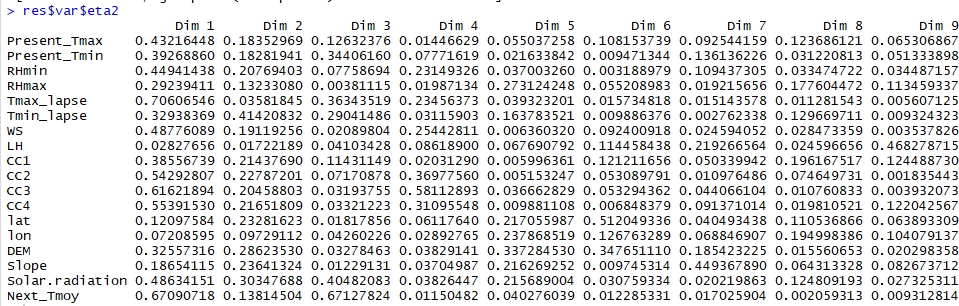 > res$var$eta2
Dim 1 Dim 2 Dim 3 Dim 4 Dim 5 Dim 6 Dim 7 Dim 8 Dim 9
Present_Tmax 0.43216448 0.18352969 0.12632376 0.01446629 0.055037258 0.108153739 0.092544159 0.123686121 0.065306867
Present_Tmin 0.39268860 0.18281941 0.34406160 0.07771619 0.021633842 0.009471344 0.136136226 0.031220813 0.051333898
RHmin 0.44941438 0.20769403 0.07758694 0.23149326 0.037003260 0.003188979 0.109437305 0.033474722 0.034487157
RHmax 0.29239411 0.13233080 0.00381115 0.01987134 0.273124248 0.055208983 0.019215656 0.177604472 0.113459337
Tmax_lapse 0.70606546 0.03581845 0.36343519 0.23456373 0.039323201 0.015734818 0.015143578 0.011281543 0.005607125
Tmin_lapse 0.32938369 0.41420832 0.29041486 0.03115903 0.163783521 0.009886376 0.002762338 0.129669711 0.009324323
WS 0.48776089 0.19119256 0.02089804 0.25442811 0.006360320 0.092400918 0.024594052 0.028473359 0.003537826
LH 0.02827656 0.01722189 0.04103428 0.08618900 0.067690792 0.114458438 0.219266564 0.024596656 0.468278715
CC1 0.38556739 0.21437690 0.11431149 0.02031290 0.005996361 0.121211656 0.050339942 0.196167517 0.124488730
CC2 0.54292807 0.22787201 0.07170878 0.36977560 0.005153247 0.053089791 0.010976486 0.074649731 0.001835443
CC3 0.61621894 0.20458803 0.03193755 0.58112893 0.036662829 0.053294362 0.044066104 0.010760833 0.003932073
CC4 0.55391530 0.21651809 0.03321223 0.31095548 0.009881108 0.006848379 0.091371014 0.019810521 0.122042567
lat 0.12097584 0.23281623 0.01817856 0.06117640 0.217055987 0.512049336 0.040493438 0.110536866 0.063893309
lon 0.07208595 0.09729112 0.04260226 0.02892765 0.237868519 0.126763289 0.068846907 0.194998386 0.104079137
DEM 0.32557316 0.28623530 0.03278463 0.03829141 0.337284530 0.347651110 0.185423225 0.015560653 0.020298358
Slope 0.18654115 0.23641324 0.01229131 0.03704987 0.216269252 0.009745314 0.449367890 0.064313328 0.082673712
Solar.radiation 0.48634151 0.30347688 0.40482083 0.03826447 0.215689004 0.030759334 0.020219863 0.124809193 0.027325311
Next_Tmoy 0.67090718 0.13814504 0.67127824 0.01150482 0.040276039 0.012285331 0.017025904 0.002059313 0.009312814